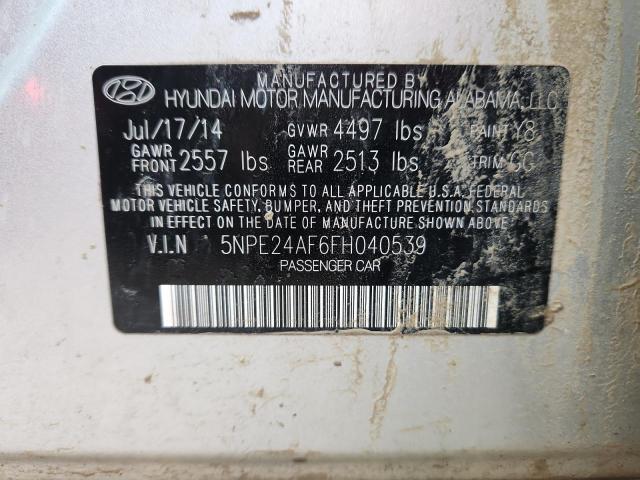 MANUFACTURED BY
HYUNDAI MOTOR MANUFACTURING ALABAMA, LLC
Jul/17/14 GVWR 4497 lbs PAINT Y8
GAWR FRONT 2557 lbs GAWR REAR 2513 lbs TRIM GG
THIS VEHICLE CONFORMS TO ALL APPLICABLE U.S.A. FEDERAL
MOTOR VEHICLE SAFETY, BUMPER, AND THEFT PREVENTION STANDARDS
IN EFFECT ON THE DATE OF MANUFACTURE SHOWN ABOVE
V.I.N 5NPE24AF6FH040539
PASSENGER CAR